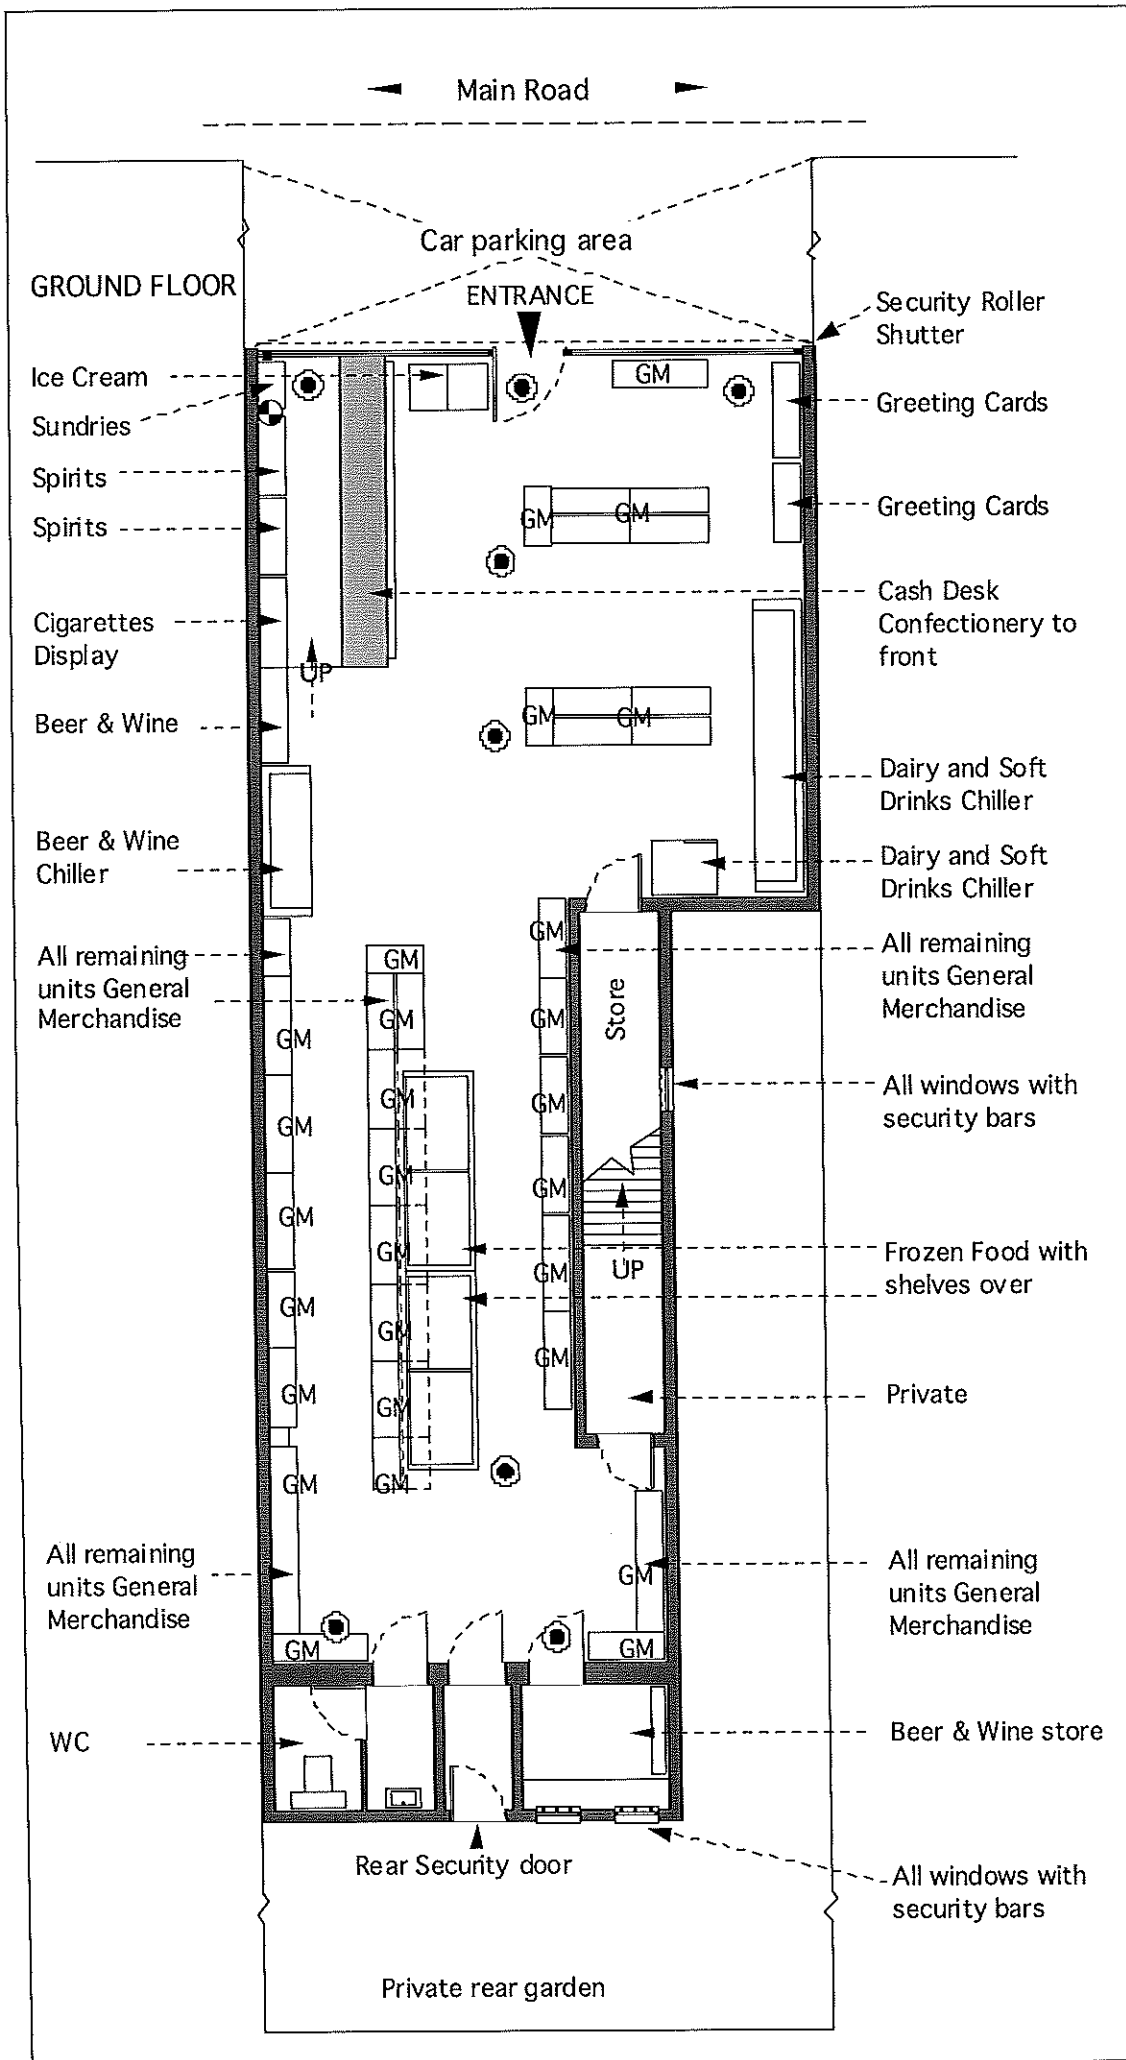 Main Road
Car parking area
GROUND FLOOR
ENTRANCE
Security Roller
Shutter
Ice Cream
GM
Greeting Cards
Sundries
Spirits
Spirits
GM
GM
Greeting Cards
Cash Desk
Confectionery to
front
Cigarettes
Display
UP
Beer & Wine
GM
GM
Dairy and Soft
Drinks Chiller
Beer & Wine
Chiller
Dairy and Soft
Drinks Chiller
All remaining
units General
Merchandise
GM
GM
GM
All remaining
units General
Merchandise
Store
GM
GM
GM
All windows with
security bars
GM
GM
GM
GM
GM
GM
GM
GM
Frozen Food with
shelves over
UP
GM
GM
GM
GM
Private
GM
GM
GM
GM
All remaining
units General
Merchandise
GM
All remaining
units General
Merchandise
GM
GM
WC
Beer & Wine store
Rear Security door
All windows with
security bars
Private rear garden